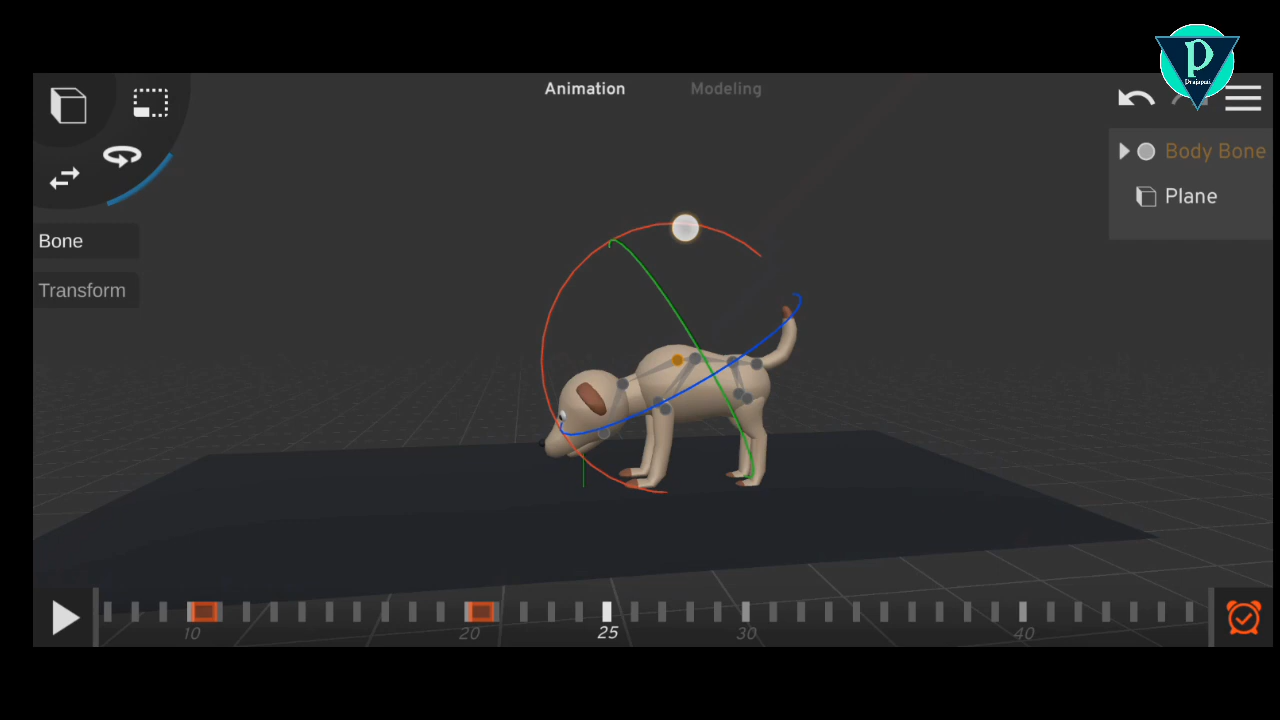 Animation
Modeling
P
Body Bone
Plane
Bone
Transform
10
20
25
30
40